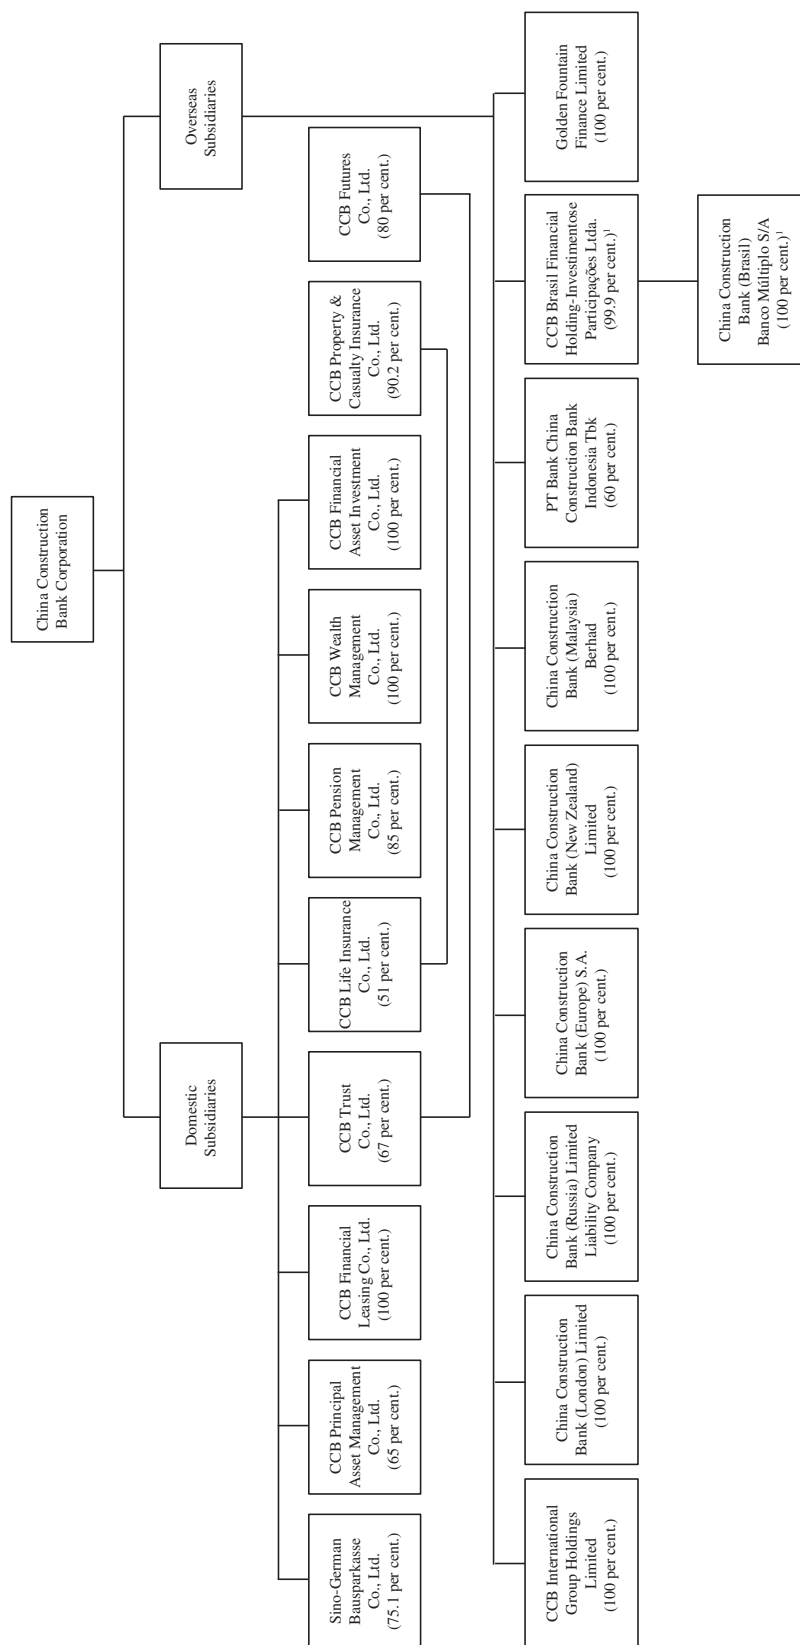 China Construction
Bank Corporation
Domestic
Subsidiaries
Overseas
Subsidiaries
Sino-German
Bausparkasse
Co., Ltd.
(75.1 per cent.)
CCB Principal
Asset Management
Co., Ltd.
(65 per cent.)
CCB Financial
Leasing Co., Ltd.
(100 per cent.)
CCB Trust
Co., Ltd.
(67 per cent.)
CCB Life Insurance
Co., Ltd.
(51 per cent.)
CCB Pension
Management
Co., Ltd.
(85 per cent.)
CCB Wealth
Management
Co., Ltd.
(100 per cent.)
CCB Financial
Asset Investment
Co., Ltd.
(100 per cent.)
CCB Property &
Casualty Insurance
Co., Ltd.
(90.2 per cent.)
CCB Futures
Co., Ltd.
(80 per cent.)
CCB International
Group Holdings
Limited
(100 per cent.)
China Construction
Bank (London) Limited
(100 per cent.)
China Construction
Bank (Russia) Limited
Liability Company
(100 per cent.)
China Construction
Bank (Europe) S.A.
(100 per cent.)
China Construction
Bank (New Zealand)
Limited
(100 per cent.)
China Construction
Bank (Malaysia)
Berhad
(100 per cent.)
PT Bank China
Construction Bank
Indonesia Tbk
(60 per cent.)
CCB Brasil Financial
Holding-Investimentose
Participações Ltda.
(99.9 per cent.)¹
Golden Fountain
Finance Limited
(100 per cent.)
China Construction
Bank (Brasil)
Banco Múltiplo S/A
(100 per cent.)¹